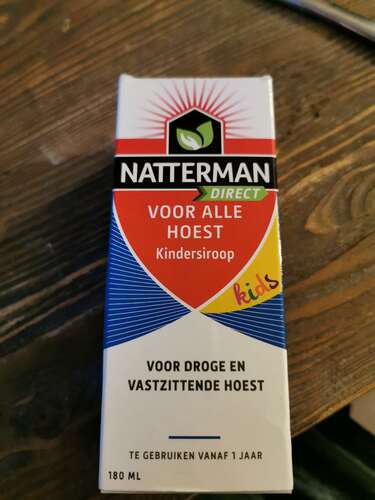 NATTERMAN
DIRECT
VOOR ALLE
HOEST
Kindersiroop
kids
VOOR DROGE EN
VASTZITTENDE HOEST
TE GEBRUIKEN VANAF 1 JAAR
180 ML